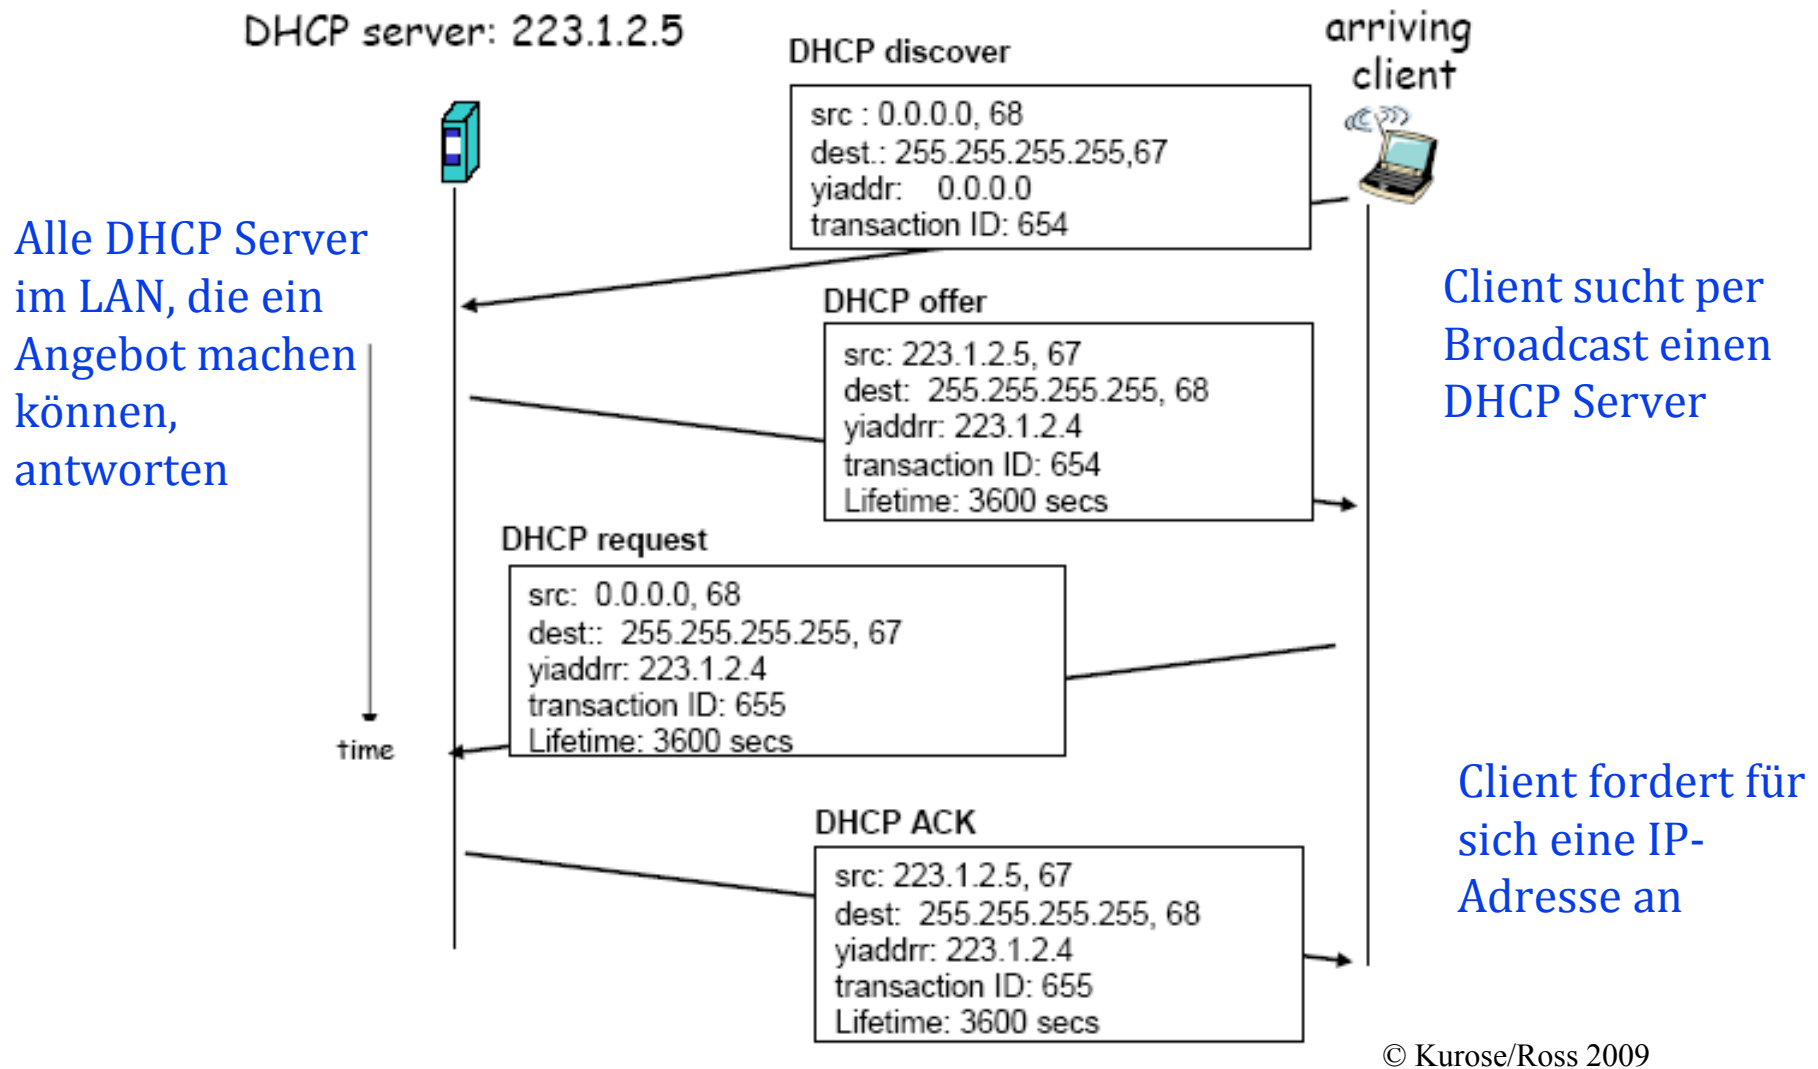 DHCP server: 223.1.2.5
arriving
client
DHCP discover
src : 0.0.0.0, 68
dest.: 255.255.255.255,67
yiaddr: 0.0.0.0
transaction ID: 654
Alle DHCP Server
im LAN, die ein
Angebot machen
können,
antworten
Client sucht per
Broadcast einen
DHCP Server
DHCP offer
src: 223.1.2.5, 67
dest: 255.255.255.255, 68
yiaddrr: 223.1.2.4
transaction ID: 654
Lifetime: 3600 secs
DHCP request
src: 0.0.0.0, 68
dest:: 255.255.255.255, 67
yiaddrr: 223.1.2.4
transaction ID: 655
Lifetime: 3600 secs
time
Client fordert für
sich eine IP-
Adresse an
DHCP ACK
src: 223.1.2.5, 67
dest: 255.255.255.255, 68
yiaddrr: 223.1.2.4
transaction ID: 655
Lifetime: 3600 secs
© Kurose/Ross 2009